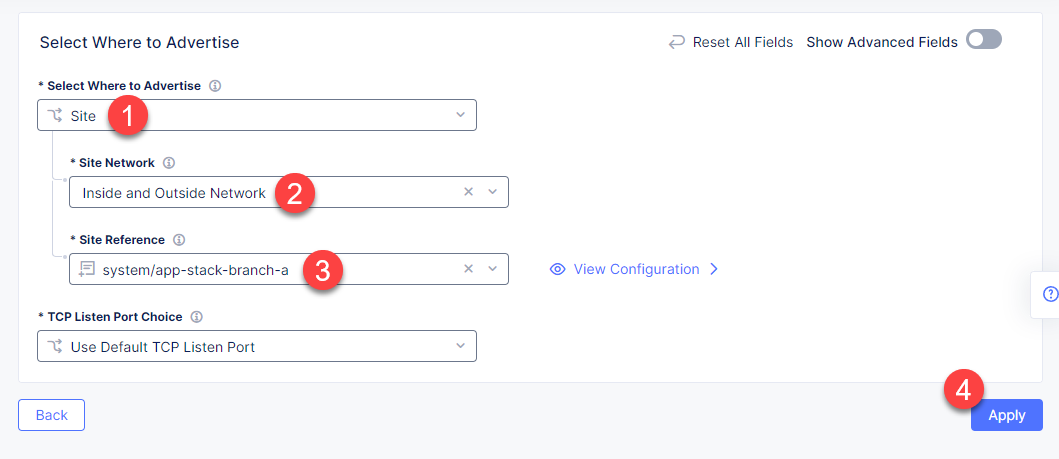 Select Where to Advertise
Reset All Fields
Show Advanced Fields
* Select Where to Advertise
Site
1
* Site Network
Inside and Outside Network
2
* Site Reference
system/app-stack-branch-a
3
View Configuration
* TCP Listen Port Choice
Use Default TCP Listen Port
4
Back
Apply